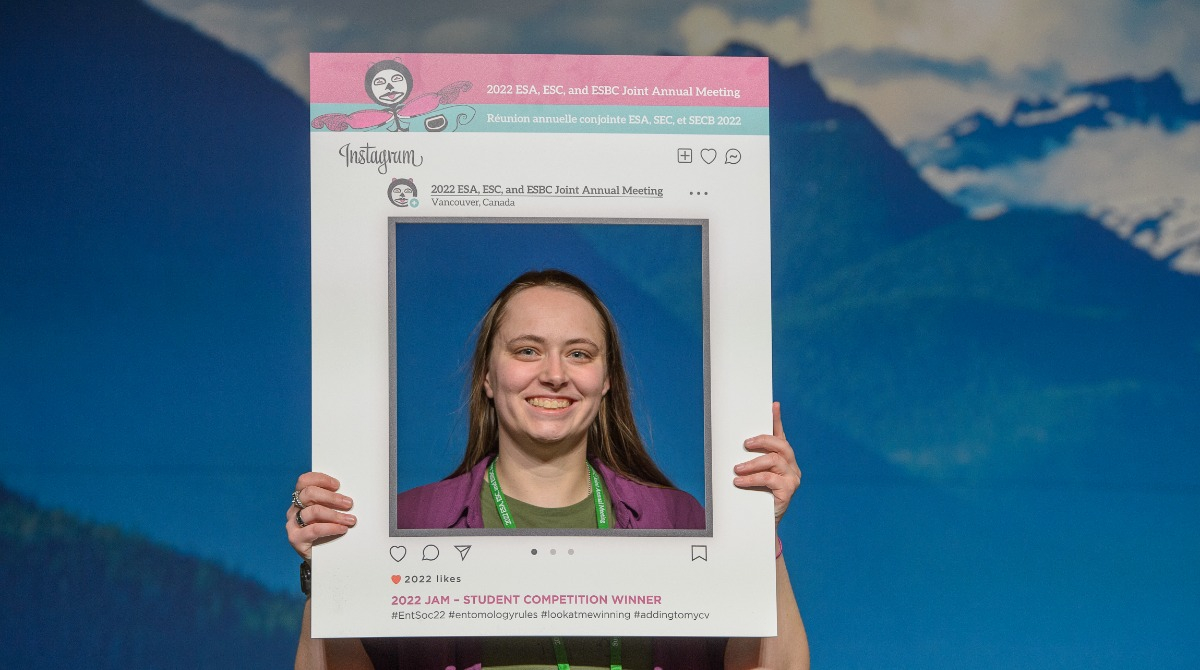 2022 ESA, ESC, and ESBC Joint Annual Meeting
Réunion annuelle conjointe ESA, SEC, et SECB 2022
Instagram
2022 ESA, ESC, and ESBC Joint Annual Meeting
Vancouver, Canada
2022 likes
2022 JAM – STUDENT COMPETITION WINNER
#EntSoc22 #entomologyrules #lookatmewinning #addingtomycv